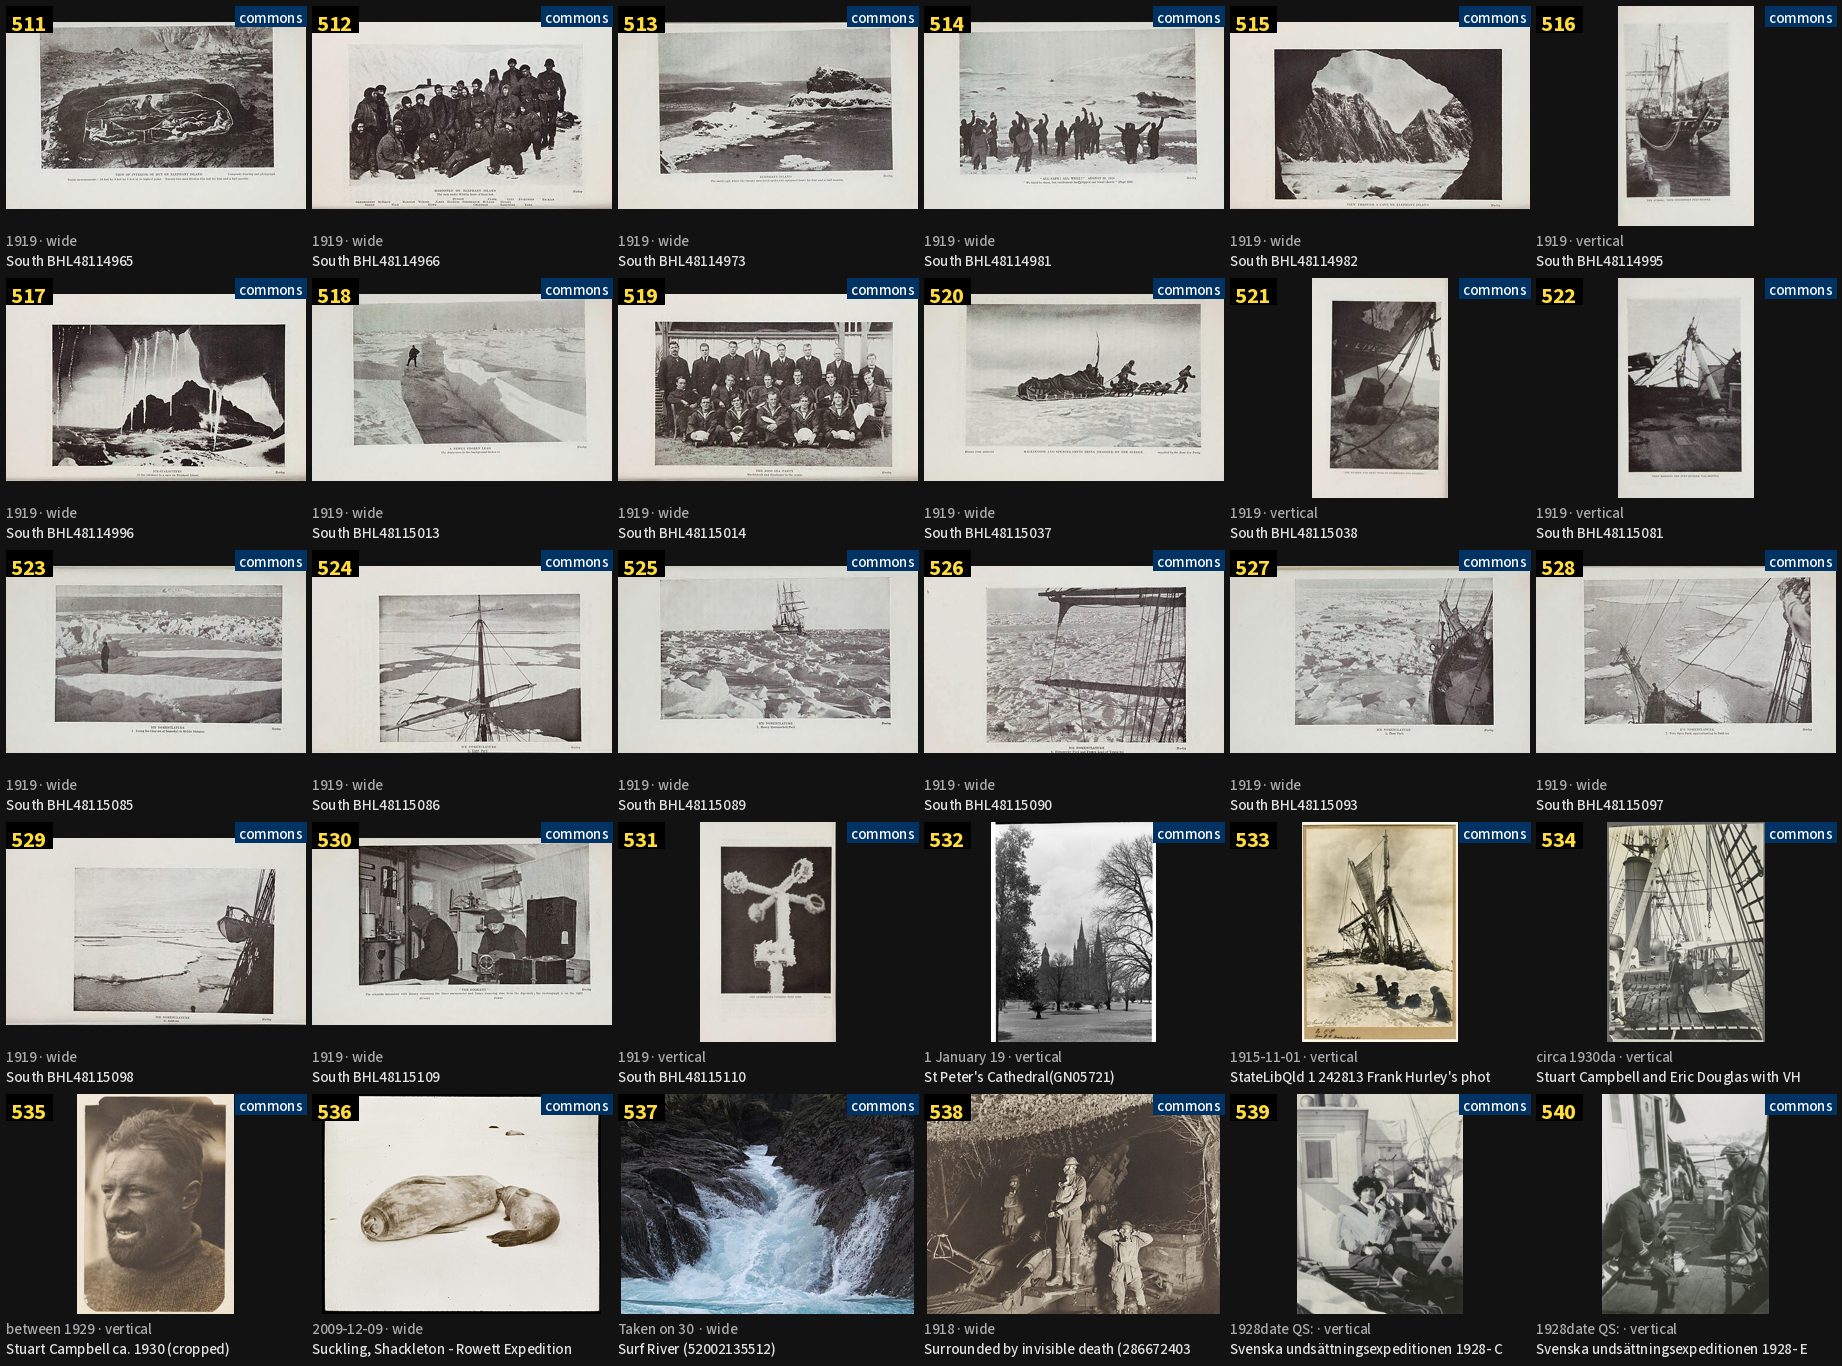 511
commons
512
commons
513
commons
514
commons
515
commons
516
commons
1919 · wide
South BHL48114965
1919 · wide
South BHL48114966
1919 · wide
South BHL48114973
1919 · wide
South BHL48114981
1919 · wide
South BHL48114982
1919 · vertical
South BHL48114995
517
commons
518
commons
519
commons
520
commons
521
commons
522
commons
1919 · wide
South BHL48114996
1919 · wide
South BHL48115013
1919 · wide
South BHL48115014
1919 · wide
South BHL48115037
1919 · vertical
South BHL48115038
1919 · vertical
South BHL48115081
523
commons
524
commons
525
commons
526
commons
527
commons
528
commons
1919 · wide
South BHL48115085
1919 · wide
South BHL48115086
1919 · wide
South BHL48115089
1919 · wide
South BHL48115090
1919 · wide
South BHL48115093
1919 · wide
South BHL48115097
529
commons
530
commons
531
commons
532
commons
533
commons
534
commons
1919 · wide
South BHL48115098
1919 · wide
South BHL48115109
1919 · vertical
South BHL48115110
1 January 19 · vertical
St Peter's Cathedral(GN05721)
1915-11-01 · vertical
StateLibQld 1 242813 Frank Hurley's phot
circa 1930da · vertical
Stuart Campbell and Eric Douglas with VH
535
commons
536
commons
537
commons
538
commons
539
commons
540
commons
between 1929 · vertical
Stuart Campbell ca. 1930 (cropped)
2009-12-09 · wide
Suckling, Shackleton - Rowett Expedition
Taken on 30 · wide
Surf River (52002135512)
1918 · wide
Surrounded by invisible death (286672403
1928date QS: · vertical
Svenska undsättningsexpeditionen 1928- C
1928date QS: · vertical
Svenska undsättningsexpeditionen 1928- E